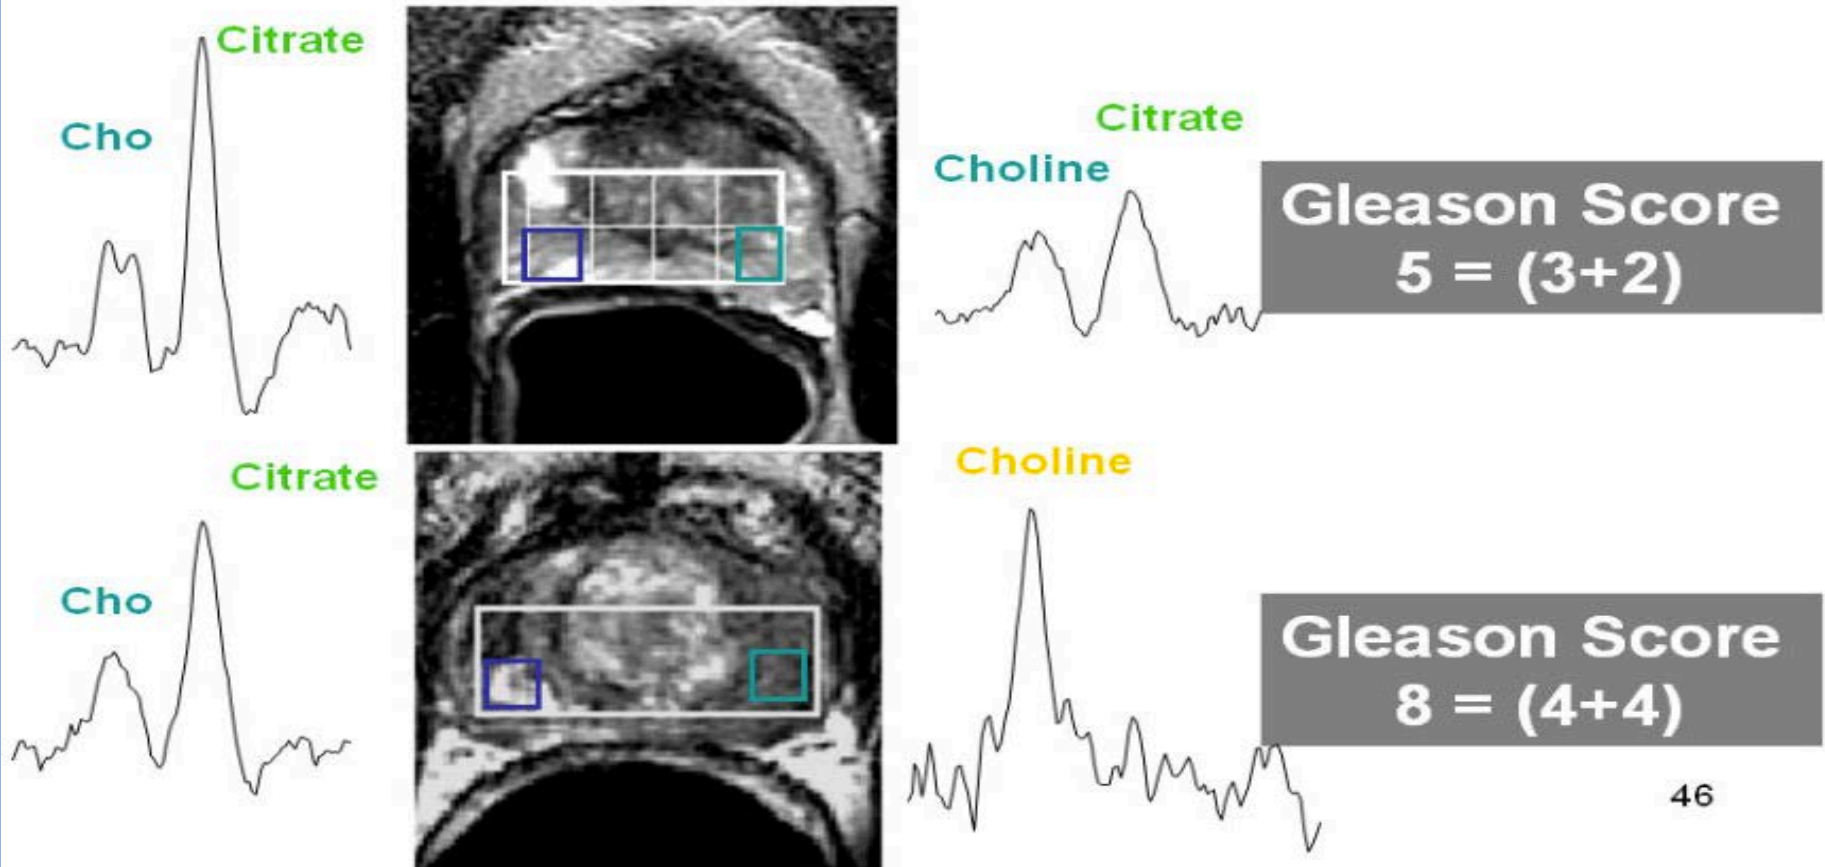 Citrate
Cho
Citrate
Choline
Gleason Score
5 = (3+2)
Citrate
Cho
Choline
Gleason Score
8 = (4+4)
46